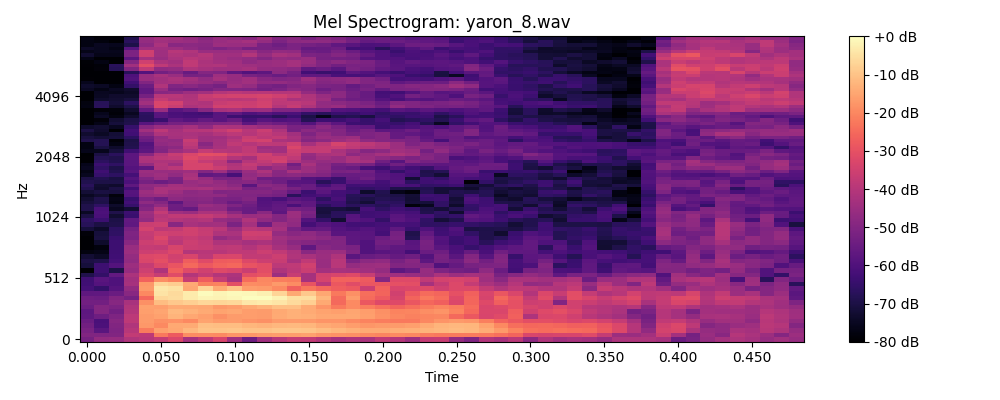 Mel Spectrogram: yaron_8.wav
+0 dB
-10 dB
-20 dB
-30 dB
-40 dB
-50 dB
-60 dB
-70 dB
-80 dB
Hz
4096
2048
1024
512
0
0.000 0.050 0.100 0.150 0.200 0.250 0.300 0.350 0.400 0.450
Time